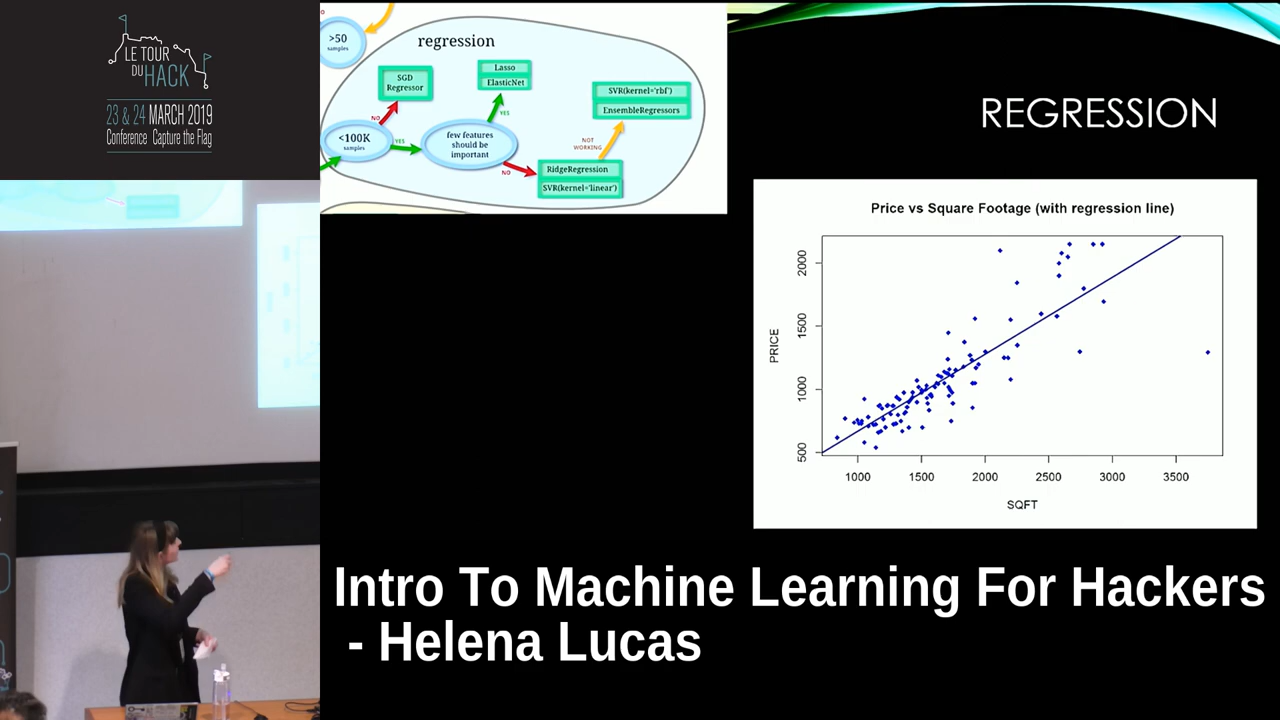 LE TOUR
DU HACK
23 & 24 MARCH 2019
Conference Capture the Flag
>50
samples
regression
SGD
Regressor
Lasso
ElasticNet
SVR(kernel='rbf')
EnsembleRegressors
NO
YES
<100K
samples
YES
few features
should be
important
NOT
WORKING
NO
RidgeRegression
SVR(kernel='linear')
REGRESSION
Price vs Square Footage (with regression line)
PRICE
2000
1500
1000
500
1000 1500 2000 2500 3000 3500
SQFT
Intro To Machine Learning For Hackers
- Helena Lucas